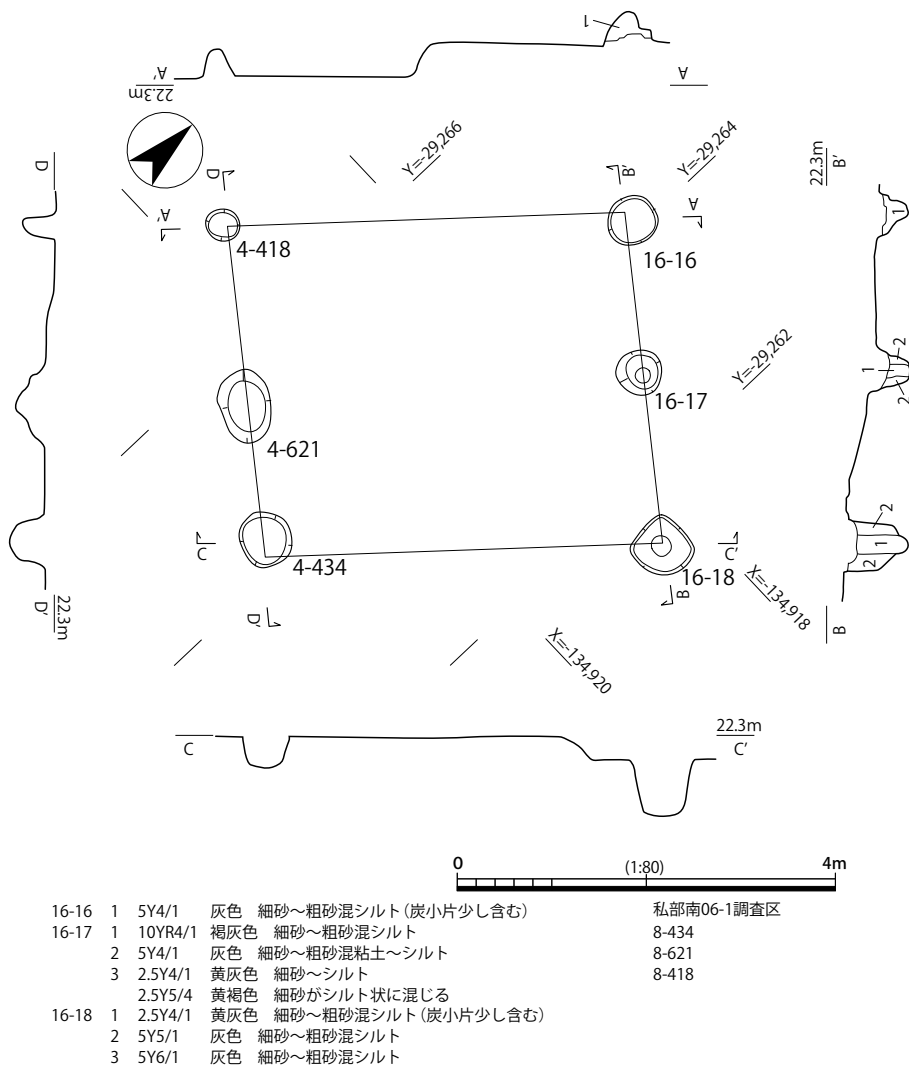 1
A' 22.3m
A
Y=-29,266
Y=-29,264
D
D
B'
22.3m B'
A'
A
4-418
16-16
1
Y=-29,262
2
1
2
16-17
4-621
C
4-434
C'
16-18
2
1
2
D'
B
X=-134,918
22.3m D'
B
X=-134,920
C
22.3m
C'
0 (1:80) 4m
16-16 1 5Y4/1 灰色 細砂～粗砂混シルト(炭小片少し含む)
16-17 1 10YR4/1 褐灰色 細砂～粗砂混シルト
2 5Y4/1 灰色 細砂～粗砂混粘土～シルト
3 2.5Y4/1 黄灰色 細砂～シルト
2.5Y5/4 黄褐色 細砂がシルト状に混じる
16-18 1 2.5Y4/1 黄灰色 細砂～粗砂混シルト(炭小片少し含む)
2 5Y5/1 灰色 細砂～粗砂混シルト
3 5Y6/1 灰色 細砂～粗砂混シルト
私部南06-1調査区
8-434
8-621
8-418